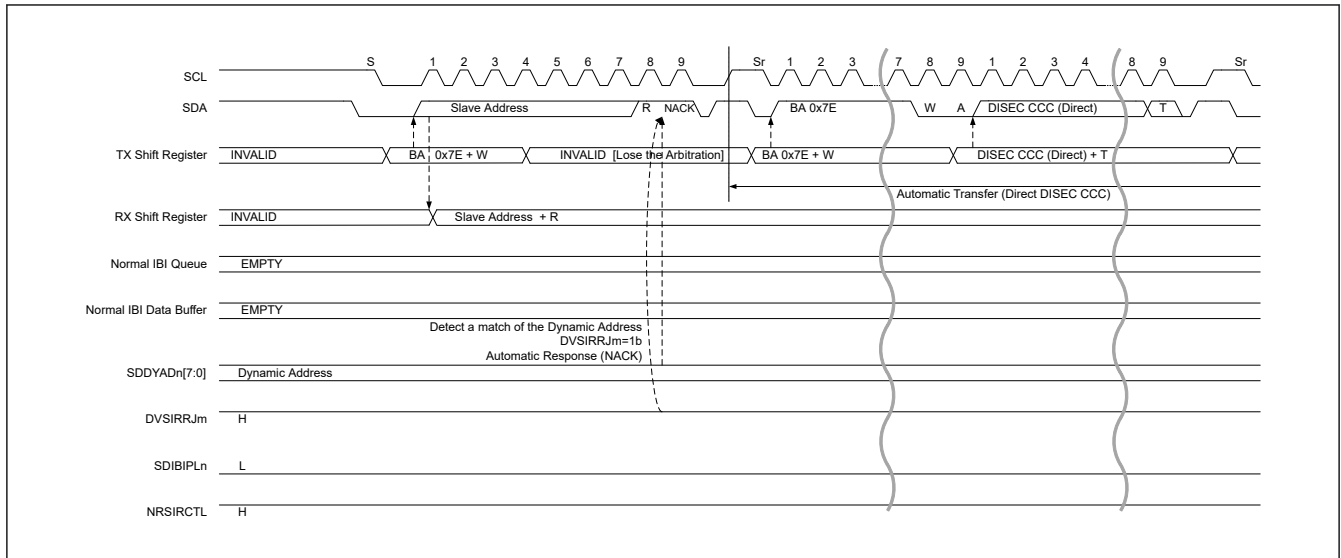 S 1 2 3 4 5 6 7 8 9 Sr 1 2 3 7 8 9 1 2 3 4 8 9 Sr
SCL
SDA Slave Address R NACK BA 0x7E W A DISEC CCC (Direct) T
TX Shift Register INVALID BA 0x7E + W INVALID [Lose the Arbitration] BA 0x7E + W DISEC CCC (Direct) + T
Automatic Transfer (Direct DISEC CCC)
RX Shift Register INVALID Slave Address + R
Normal IBI Queue EMPTY
Normal IBI Data Buffer EMPTY
Detect a match of the Dynamic Address
DVSIRRJm=1b
Automatic Response (NACK)
SDDYADn[7:0] Dynamic Address
DVSIRRJm H
SDIBIPLn L
NRSIRCTL H